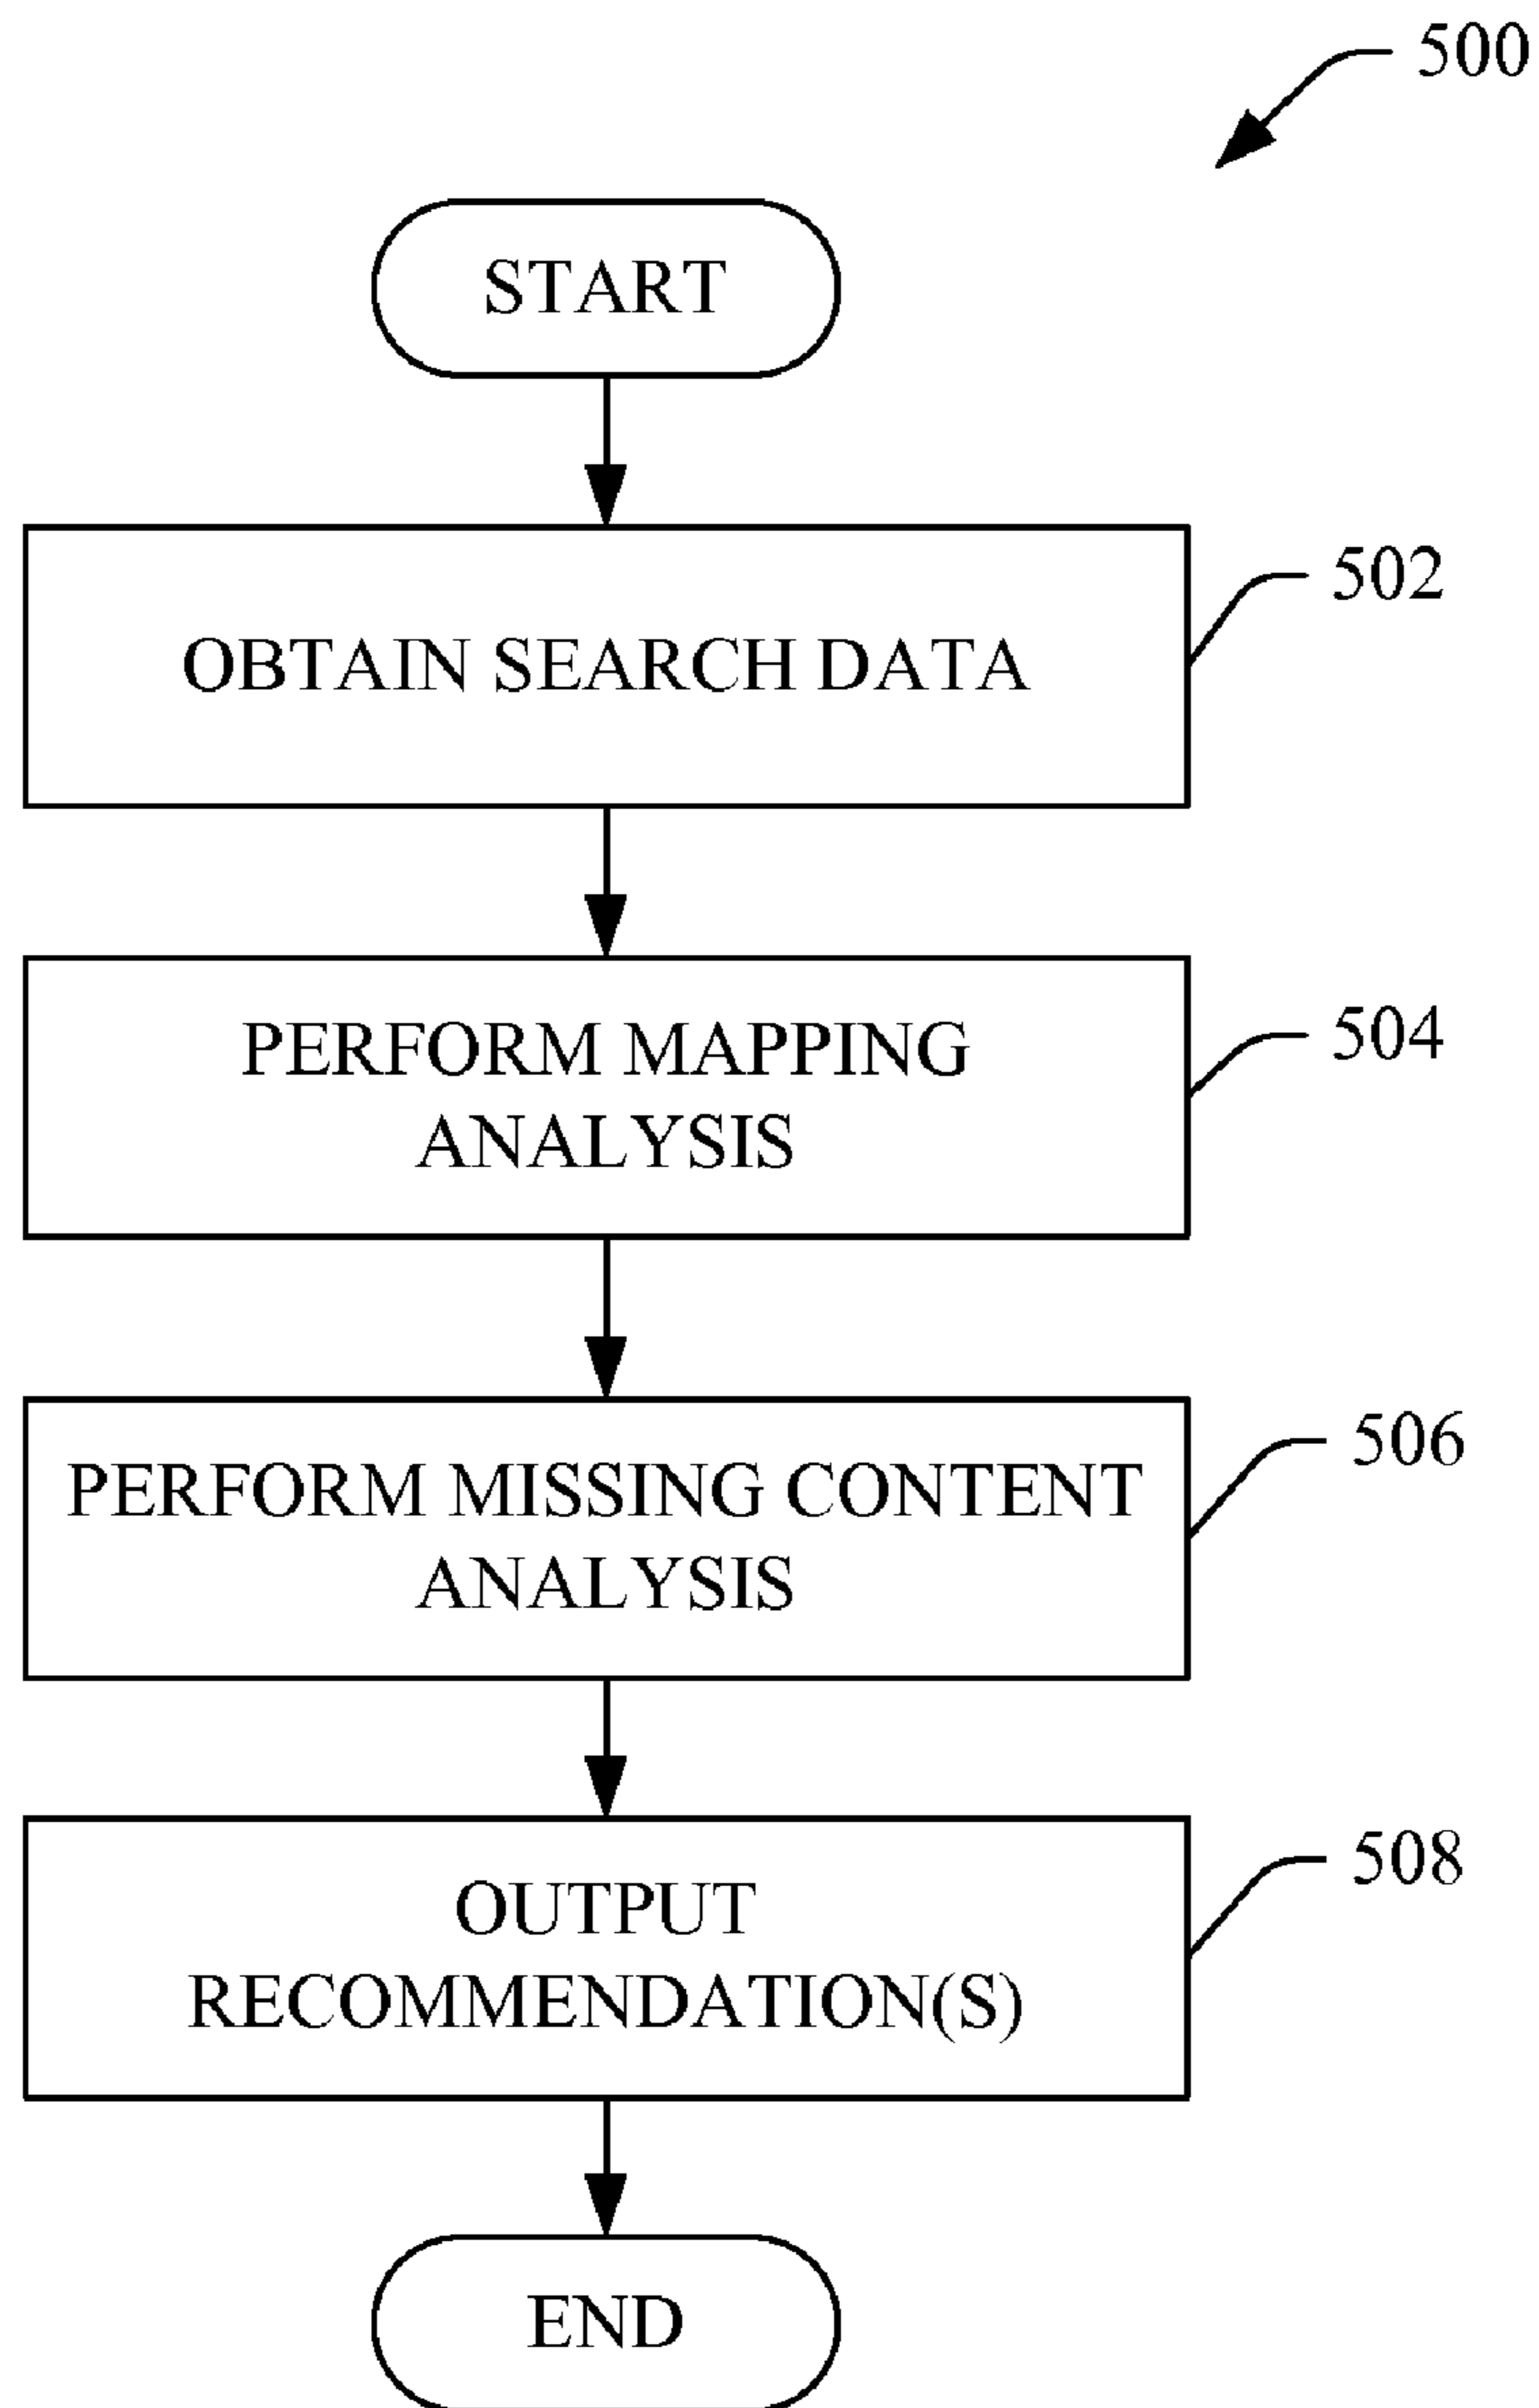 500
START
502
OBTAIN SEARCH DATA
504
PERFORM MAPPING
ANALYSIS
506
PERFORM MISSING CONTENT
ANALYSIS
508
OUTPUT
RECOMMENDATION(S)
END